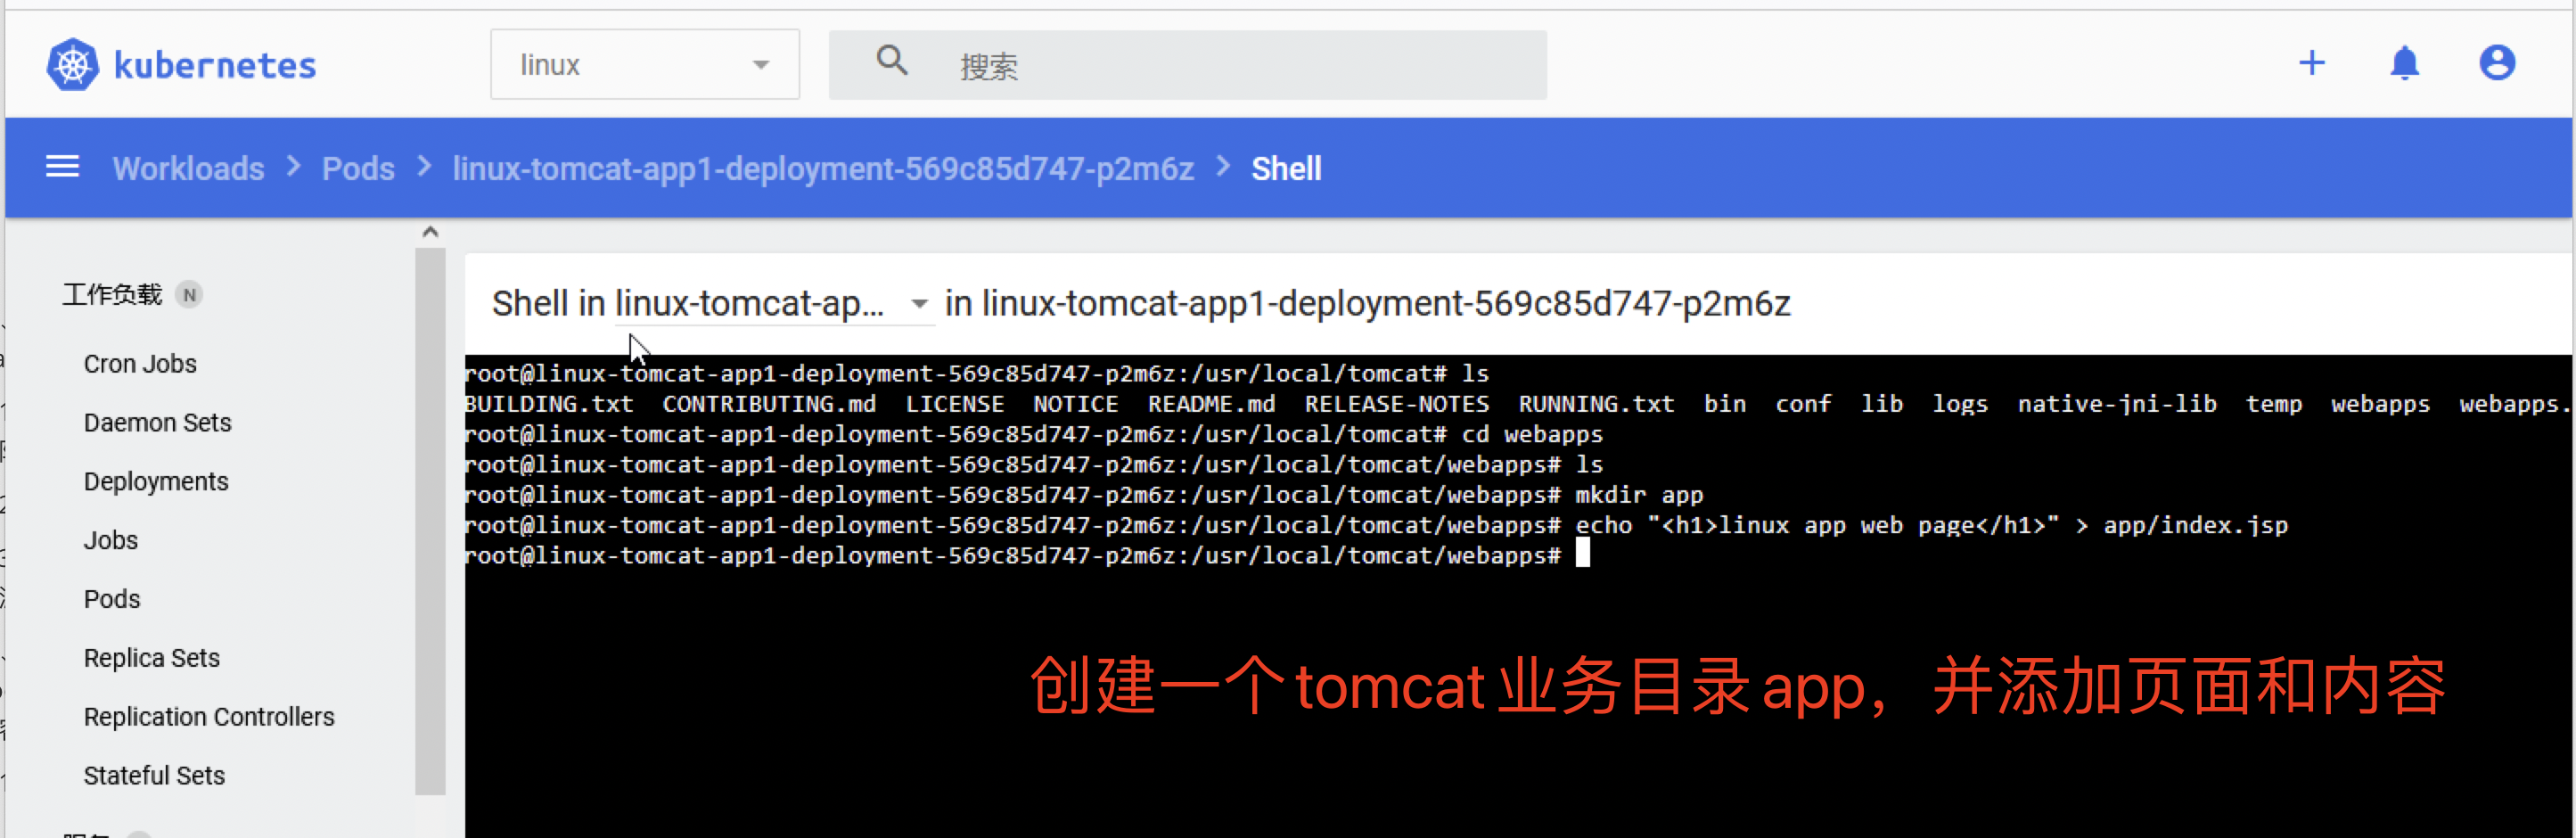 kubernetes
linux
搜索
Workloads > Pods > linux-tomcat-app1-deployment-569c85d747-p2m6z > Shell
工作负载 N
Cron Jobs
Daemon Sets
Deployments
Jobs
Pods
Replica Sets
Replication Controllers
Stateful Sets
Shell in linux-tomcat-ap... in linux-tomcat-app1-deployment-569c85d747-p2m6z
root@linux-tomcat-app1-deployment-569c85d747-p2m6z:/usr/local/tomcat# ls
BUILDING.txt CONTRIBUTING.md LICENSE NOTICE README.md RELEASE-NOTES RUNNING.txt bin conf lib logs native-jni-lib temp webapps webapps.
root@linux-tomcat-app1-deployment-569c85d747-p2m6z:/usr/local/tomcat# cd webapps
root@linux-tomcat-app1-deployment-569c85d747-p2m6z:/usr/local/tomcat/webapps# ls
root@linux-tomcat-app1-deployment-569c85d747-p2m6z:/usr/local/tomcat/webapps# mkdir app
root@linux-tomcat-app1-deployment-569c85d747-p2m6z:/usr/local/tomcat/webapps# echo "<h1>linux app web page</h1>" > app/index.jsp
root@linux-tomcat-app1-deployment-569c85d747-p2m6z:/usr/local/tomcat/webapps#
创建一个tomcat业务目录app，并添加页面和内容